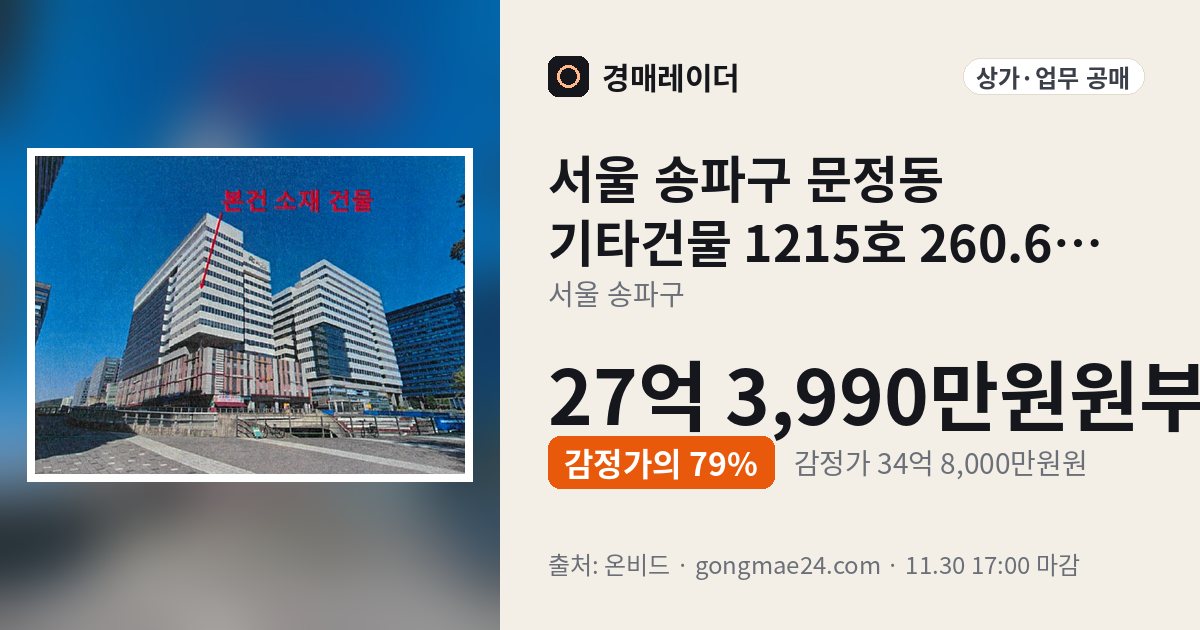 본건 소재 건물
경매레이더
상가·업무 공매
서울 송파구 문정동
기타건물 1215호 260.6…
서울 송파구
27억 3,990만원원부
감정가의 79%
감정가 34억 8,000만원원
출처: 온비드 · gongmae24.com · 11.30 17:00 마감